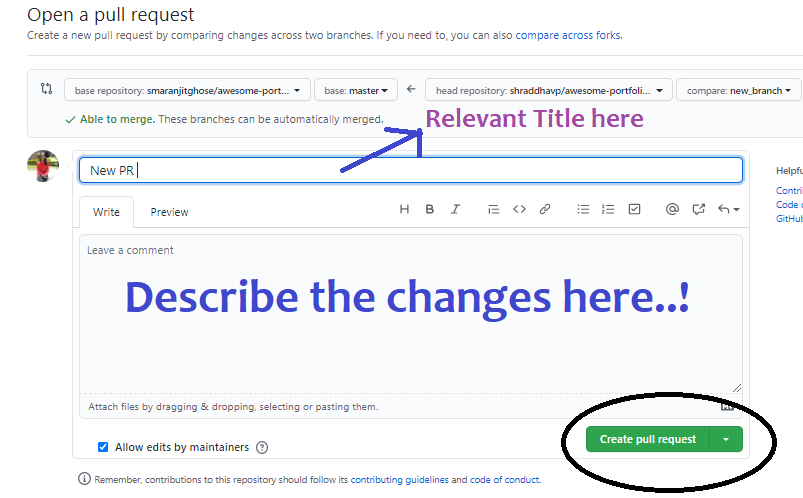 Open a pull request
Create a new pull request by comparing changes across two branches. If you need to, you can also compare across forks.
base repository: smaranjitghose/awesome-port... base: master head repository: shraddhavp/awesome-portfoli... compare: new_branch
Able to merge. These branches can be automatically merged.
Relevant Title here
New PR
Helpfu
Write Preview
Contri
Code o
GitHub
Leave a comment
Describe the changes here..!
Attach files by dragging & dropping, selecting or pasting them.
Create pull request
Allow edits by maintainers
Remember, contributions to this repository should follow its contributing guidelines and code of conduct.